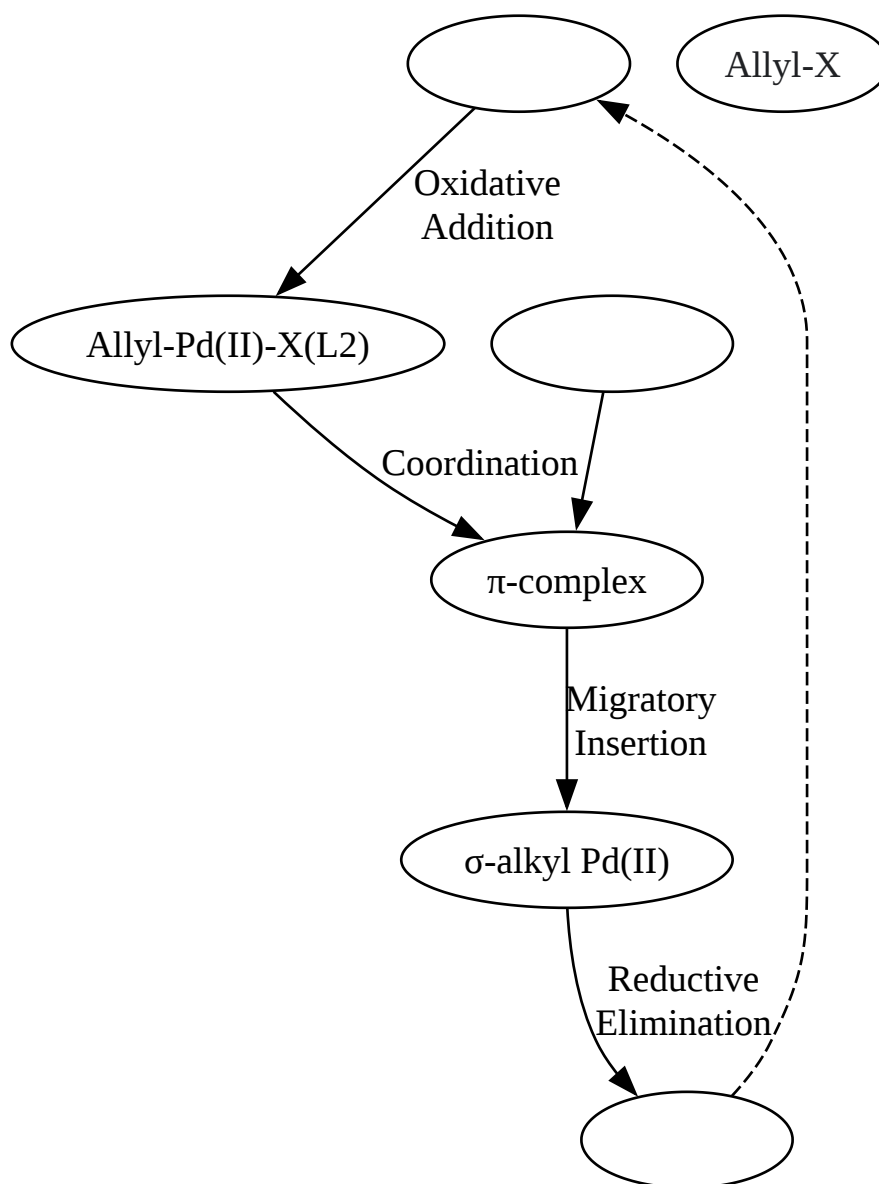 Allyl-X
Oxidative
Addition
Allyl-Pd(II)-X(L2)
Coordination
π-complex
Migratory
Insertion
σ-alkyl Pd(II)
Reductive
Elimination